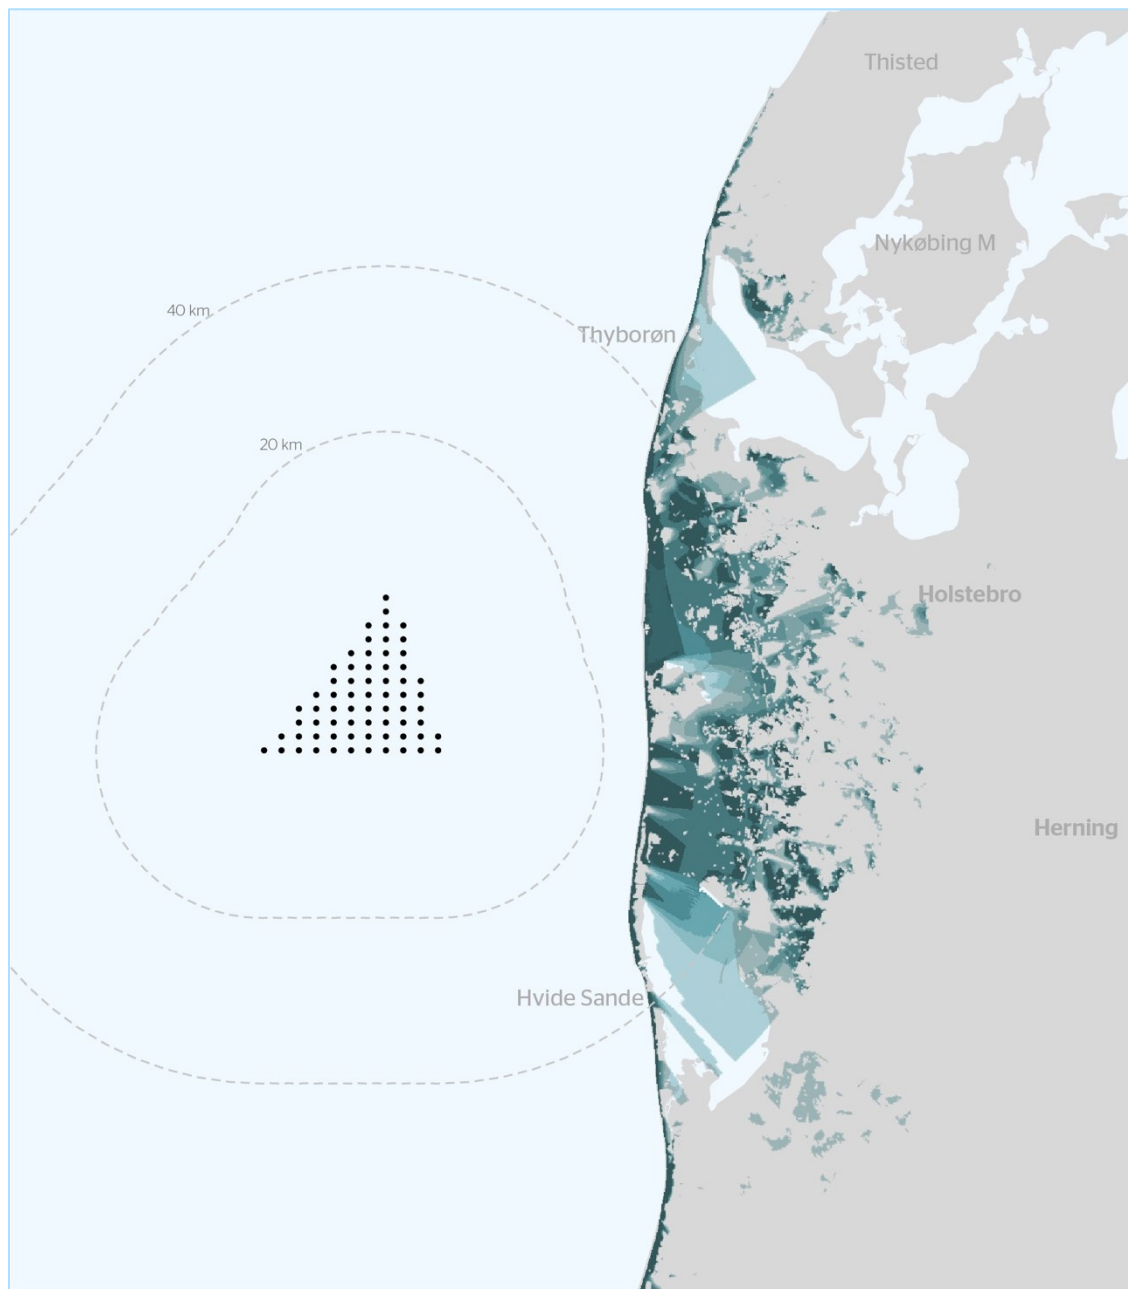 Thisted
Nykøbing M
40 km
Thyborøn
20 km
Holstebro
Herning
Hvide Sande